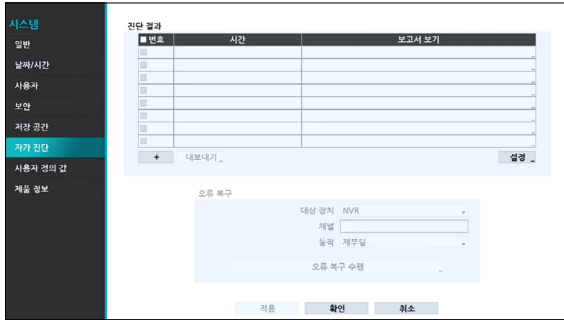 시스템
일반
날짜/시간
사용자
보안
저장 공간
자가 진단
사용자 정의 값
제품 정보
진단 결과
번호 시간 보고서 보기
+ 내보내기 설정
오류 복구
대상 장치 NVR
채널
동작 재부팅
오류 복구 수행
적용 확인 취소